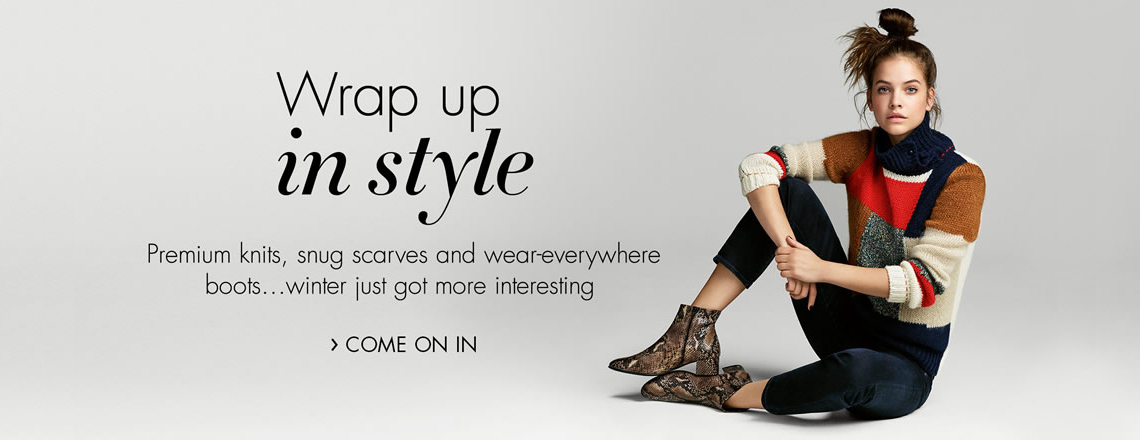 Wrap up
in style
Premium knits, snug scarves and wear-everywhere
boots...winter just got more interesting
› COME ON IN